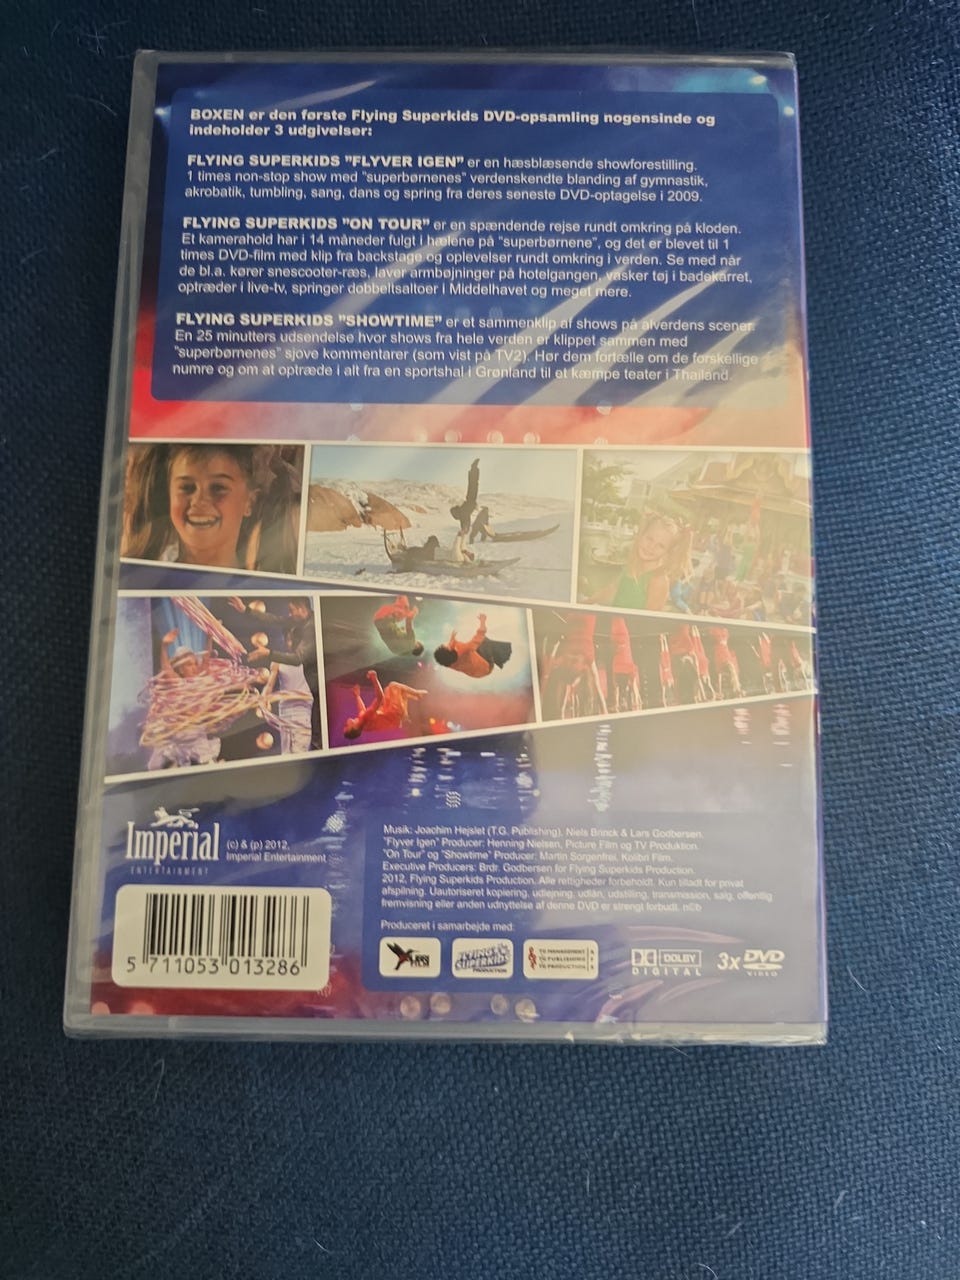 BOXEN er den første Flying Superkids DVD-opsamling nogensinde og
indeholder 3 udgivelser:
FLYING SUPERKIDS "FLYVER IGEN" er en hæsblæsende showforestilling.
1 times non-stop show med "superbørnenes" verdenskendte blanding af gymnastik,
akrobatik, tumbling, sang, dans og spring fra deres seneste DVD-optagelse i 2009.
FLYING SUPERKIDS "ON TOUR" er en spændende rejse rundt omkring på kloden.
Et kamerahold har i 14 måneder fulgt i hælene på "superbørnene", og det er blevet til 1
times DVD-film med klip fra backstage og oplevelser rundt omkring i verden. Se med når
de bl.a. kører snescooter-ræs, laver armbøjninger på hotelgangen, vasker tøj i badekarret,
optræder i live-tv, springer dobbeltsaltoer i Middelhavet og meget mere.
FLYING SUPERKIDS "SHOWTIME" er et sammenklip af shows på alverdens scener.
En 25 minutters udsendelse hvor shows fra hele verden er klippet sammen med
"superbørnenes" sjove kommentarer (som vist på TV2). Hør dem fortælle om de forskellige
numre og om at optræde i alt fra en sportshal i Grønland til et kæmpe teater i Thailand.
Imperial
ENTERTAINMENT
(c) & (p) 2012,
Imperial Entertainment
5 711053 013286
Musik: Joachim Hejslet (T.G. Publishing), Niels Brinck & Lars Godbersen.
"Flyver Igen" Producer: Henning Nielsen, Picture Film og TV Produktion.
"On Tour" og "Showtime" Producer: Martin Sorgenfrei, Kolibri Film.
Executive Producers: Brdr. Godbersen for Flying Superkids Production.
2012, Flying Superkids Production. Alle rettigheder forbeholdt. Kun tilladt for privat
afspilning. Uautoriseret kopiering, udlejning, udlån, udstilling, transmission, salg, offentlig
fremvisning eller anden udnyttelse af denne DVD er strengt forbudt. n©b
Produceret i samarbejde med:
FLYING SUPERKIDS PRODUCTION
TG MANAGEMENT
TG PUBLISHING
TG PRODUCTION
DOLBY
DIGITAL
3x DVD
VIDEO